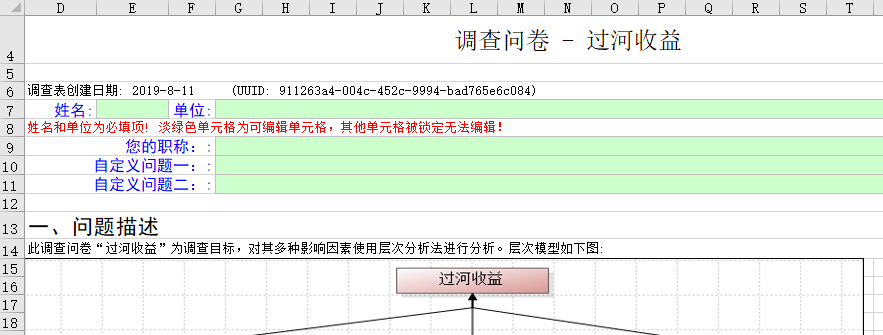 D E F G H I J K L M N O P Q R S T
4 调查问卷 - 过河收益
5
6 调查表创建日期: 2019-8-11 (UUID: 911263a4-004c-452c-9994-bad765e6c084)
7 姓名: 单位:
8 姓名和单位为必填项! 淡绿色单元格为可编辑单元格，其他单元格被锁定无法编辑!
9 您的职称：:
10 自定义问题一：:
11 自定义问题二：:
12
13 一、问题描述
14 此调查问卷“过河收益”为调查目标，对其多种影响因素使用层次分析法进行分析。层次模型如下图:
15 过河收益
16
17
18